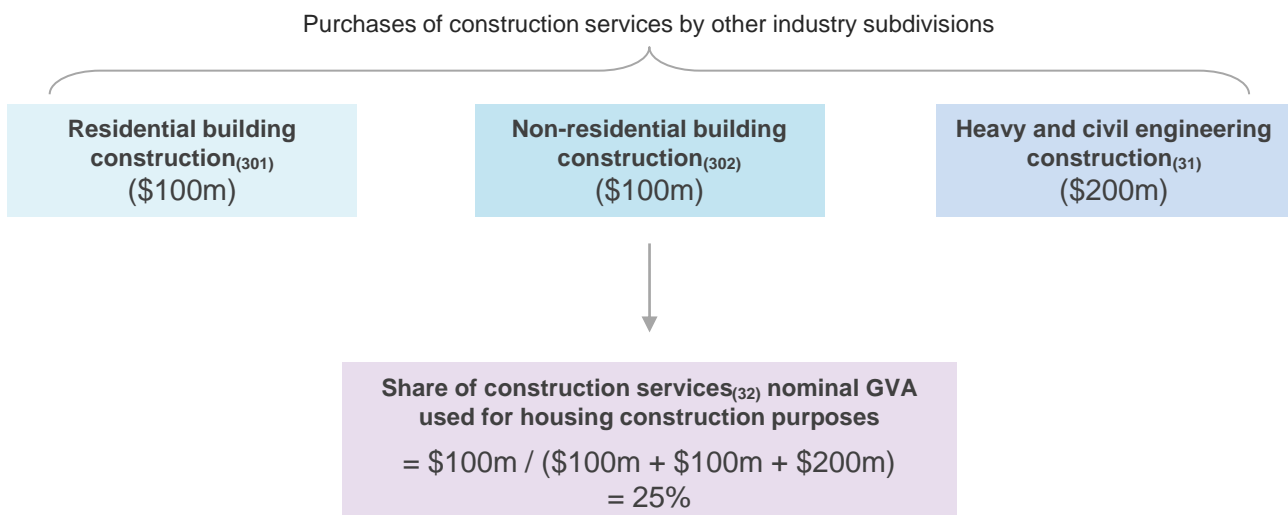 Purchases of construction services by other industry subdivisions
Residential building
construction(301)
($100m)
Non-residential building
construction(302)
($100m)
Heavy and civil engineering
construction(31)
($200m)
Share of construction services(32) nominal GVA
used for housing construction purposes
= $100m / ($100m + $100m + $200m)
= 25%